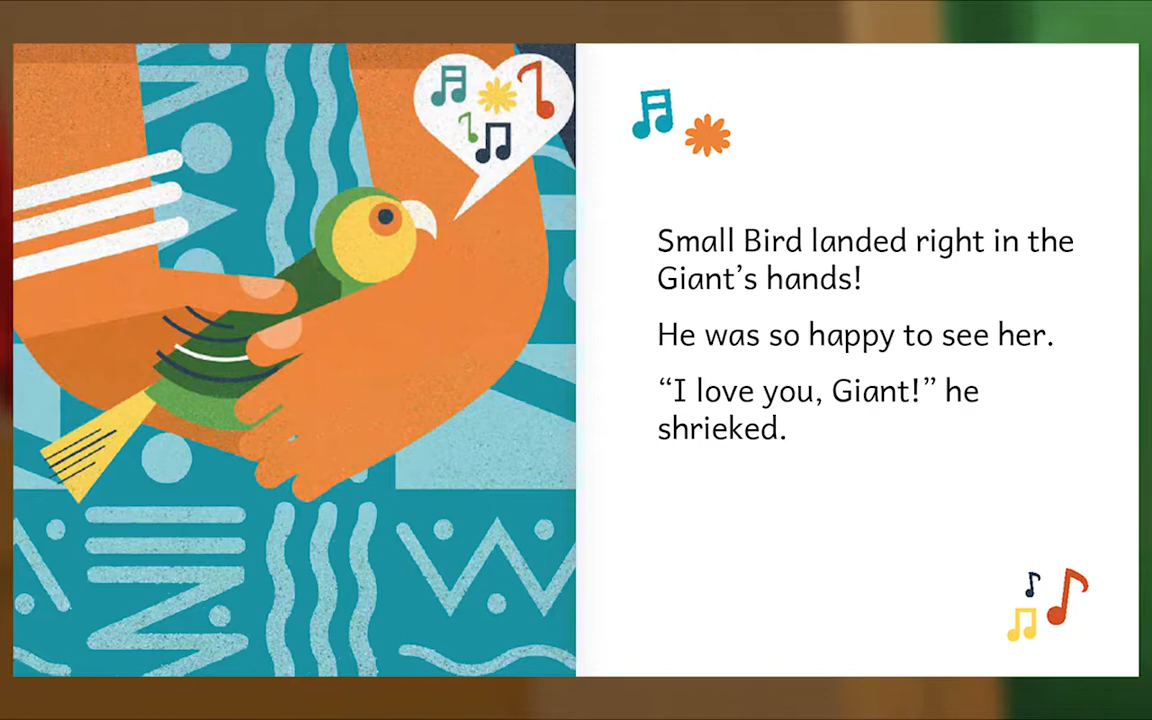 Small Bird landed right in the
Giant’s hands!
He was so happy to see her.
“I love you, Giant!” he
shrieked.